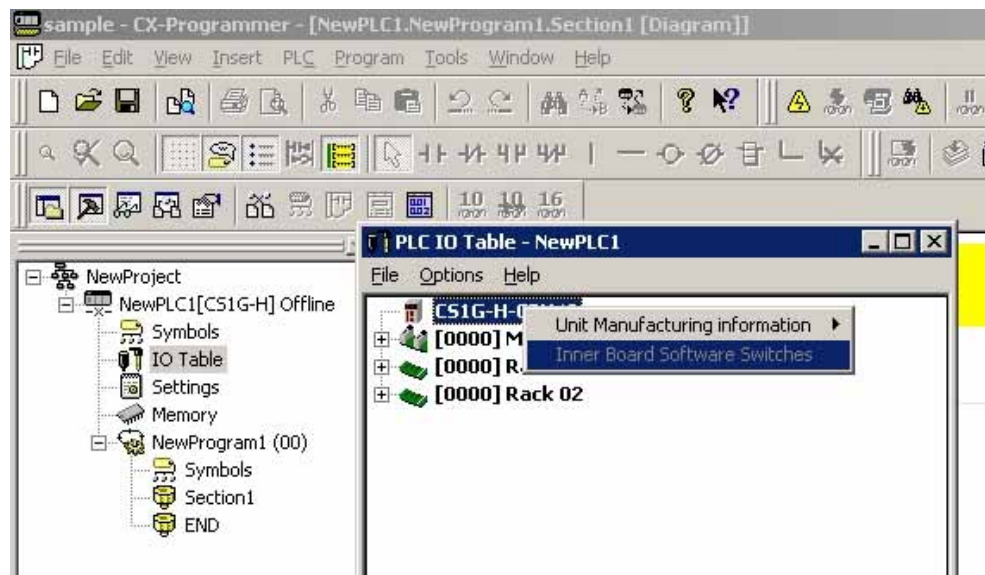 sample - CX-Programmer - [NewPLC1.NewProgram1.Section1 [Diagram]]
File Edit View Insert PLC Program Tools Window Help
10 10 16
PLC IO Table - NewPLC1
File Options Help
CS1G-H-
Unit Manufacturing information
Inner Board Software Switches
[0000] M
[0000] R
[0000] Rack 02
NewProject
NewPLC1[CS1G-H] Offline
Symbols
IO Table
Settings
Memory
NewProgram1 (00)
Symbols
Section1
END